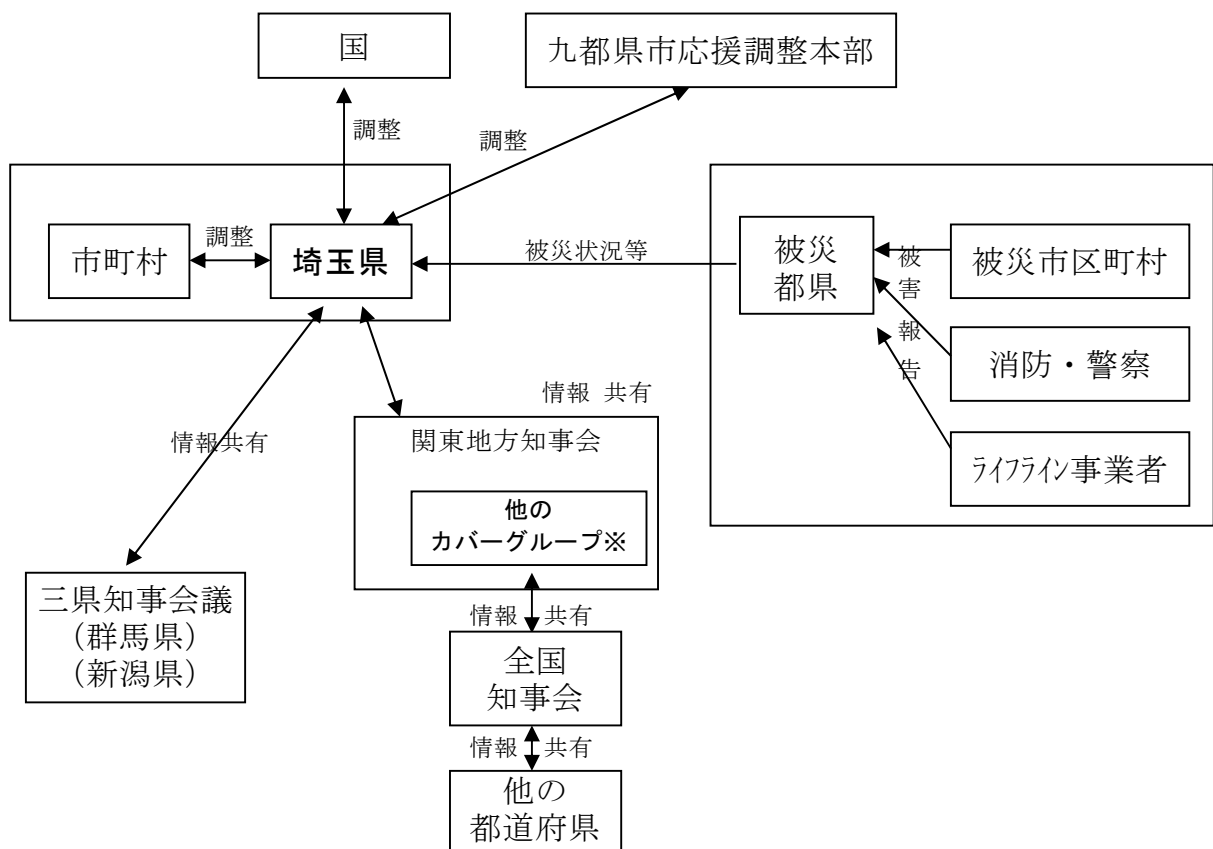 国
九都県市応援調整本部
調整
調整
市町村
調整
埼玉県
被災状況等
被災
都県
被害報告
被災市区町村
消防・警察
ﾗｲﾌﾗｲﾝ事業者
情報共有
情報 共有
関東地方知事会
他の
カバーグループ※
三県知事会議
(群馬県)
(新潟県)
情報 共有
全国
知事会
情報 共有
他の
都道府県